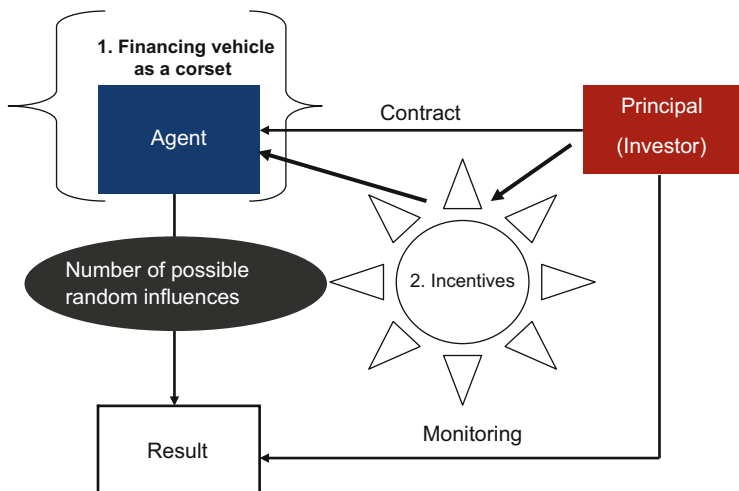 1. Financing vehicle
as a corset
Agent
Contract
Principal
(Investor)
Number of possible
random influences
2. Incentives
Result
Monitoring